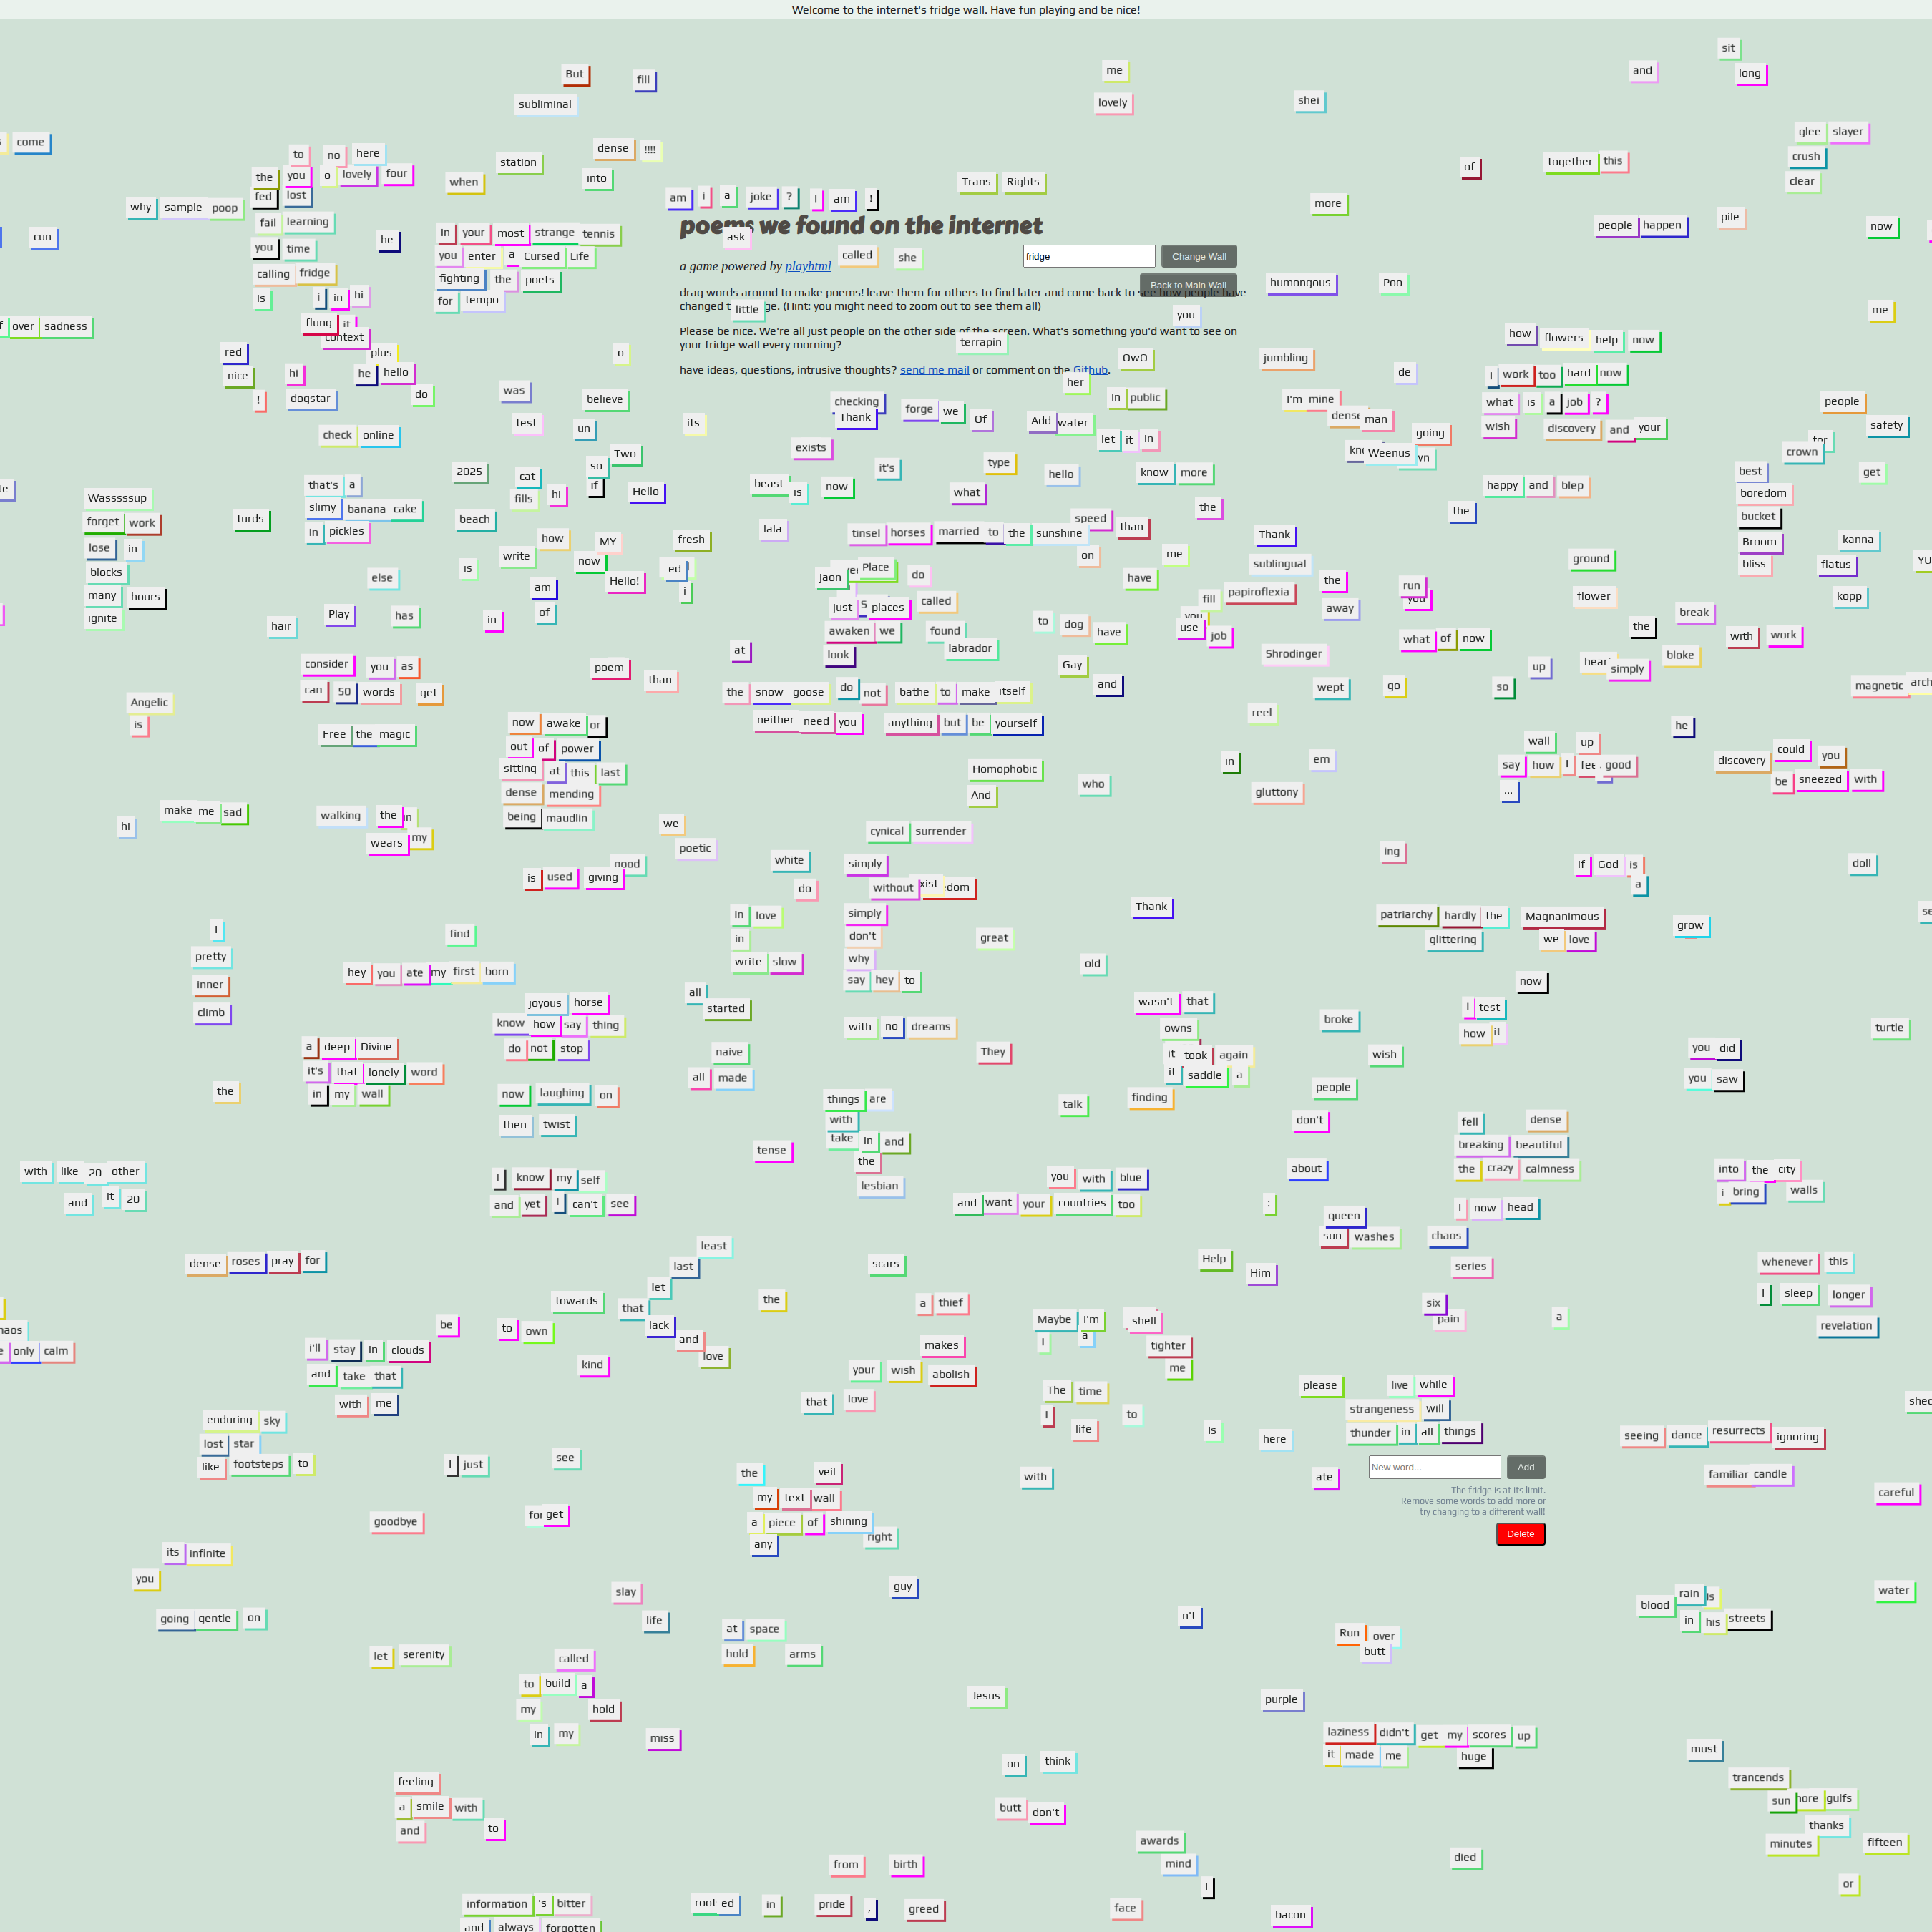 Welcome to the internet's fridge wall. Have fun playing and be nice!
sit
But fill me and long
subliminal lovely shei
come glee slayer
to no here station dense !!!! crush
the you o lovely four when into of together this clear
fed lost am i a joke ? I am ! Trans Rights
why sample poop more
fail learning people happen pile now
cun you time he in your most strange tennis
poems we found on the internet
ask
calling fridge you enter a Cursed Life called she
a game powered by playhtml
fridge Change Wall
is i in hi fighting the poets Back to Main Wall humongous Poo
for tempo
drag words around to make poems! leave them for others to find later and come back to see how people have
changed ge. (Hint: you might need to zoom out to see them all)
little you me
over sadness flung it
Please be nice. We're all just people on the other side of the screen. What's something you'd want to see on
your fridge wall every morning?
terrapin how flowers help now
context
red plus o OwO jumbling
have ideas, questions, intrusive thoughts? send me mail or comment on the Github.
nice hi he hello her de I work too hard now
! dogstar do was believe checking forge we Of In public I'm mine what is a job ? people
test un its Thank Add water dense man wish discovery and your safety
check online let it in going for
exists Weenus crown
2025 cat so Two it's type hello know more best get
that's a fills hi if Hello beast is now what happy and blep boredom
Wasssssup slimy banana cake the the bucket
forget work turds in pickles beach lala tinsel horses married to the sunshine speed than
lose in how MY fresh on me Thank Broom kanna
blocks else is write now ed Place do have sublingual the ground bliss flatus
many hours am Hello! i jaon fill papiroflexia run flower kopp
ignite Play has in of just places called you away you break
hair awaken we found to dog have use job the with work
consider you as poem at look labrador Gay Shrodinger what of now bloke
can 50 words get than the snow goose do not bathe to make itself and wept go so up simply magnetic
Angelic neither need you anything but be yourself reel he
is Free the magic now awake or
out of power in em wall up discovery could you
sitting at this last Homophobic say how I good be sneezed with
dense mending And who gluttony ...
make me sad walking the in being maudlin
hi wears my we cynical surrender
poetic ing
good white simply if God is doll
is used giving do without dom a
I find in love simply Thank patriarchy hardly the Magnanimous grow
pretty in don't great glittering we love
hey you ate my first born write slow why old
inner all say hey to now
climb joyous horse started wasn't that I test
know how say thing with no dreams owns broke how it turtle
a deep Divine do not stop naive They it took again wish you did
it's that lonely word all made it saddle a you saw
the in my wall now laughing on things are talk finding people
then twist with don't fell dense
take in and breaking beautiful
tense the about the crazy calmness
with like 20 other I know my self lesbian you with blue into the city
and it 20 and yet i can't see and want your countries too : I now head i bring walls
queen
dense roses pray for least scars Help sun washes chaos whenever this
last Him series
let
towards that the a thief six I sleep longer
be to own lack Maybe I'm shell pain a revelation
only calm i'll stay in clouds and love makes I a tighter
and take that kind your wish abolish me
with me that love The time please live while
enduring sky I to strangeness will
lost star life Is here thunder in all things seeing dance resurrects ignoring
like footsteps to I just see
the veil with ate New word... Add familiar candle
my text wall careful
goodbye get a piece of shining
The fridge is at its limit.
Remove some words to add more or
try changing to a different wall!
any right Delete
its infinite
you slay guy rain water
going gentle on life at space n't blood in his streets
let serenity hold arms Run over
called butt
to build a Jesus purple
my hold
in my miss laziness didn't get my scores up
on think it made me huge must
feeling trancends
a smile with butt don't sun gulfs
and to awards thanks
from birth mind died minutes fifteen
information 's bitter root ed in pride , greed I or
and always forgotten face bacon